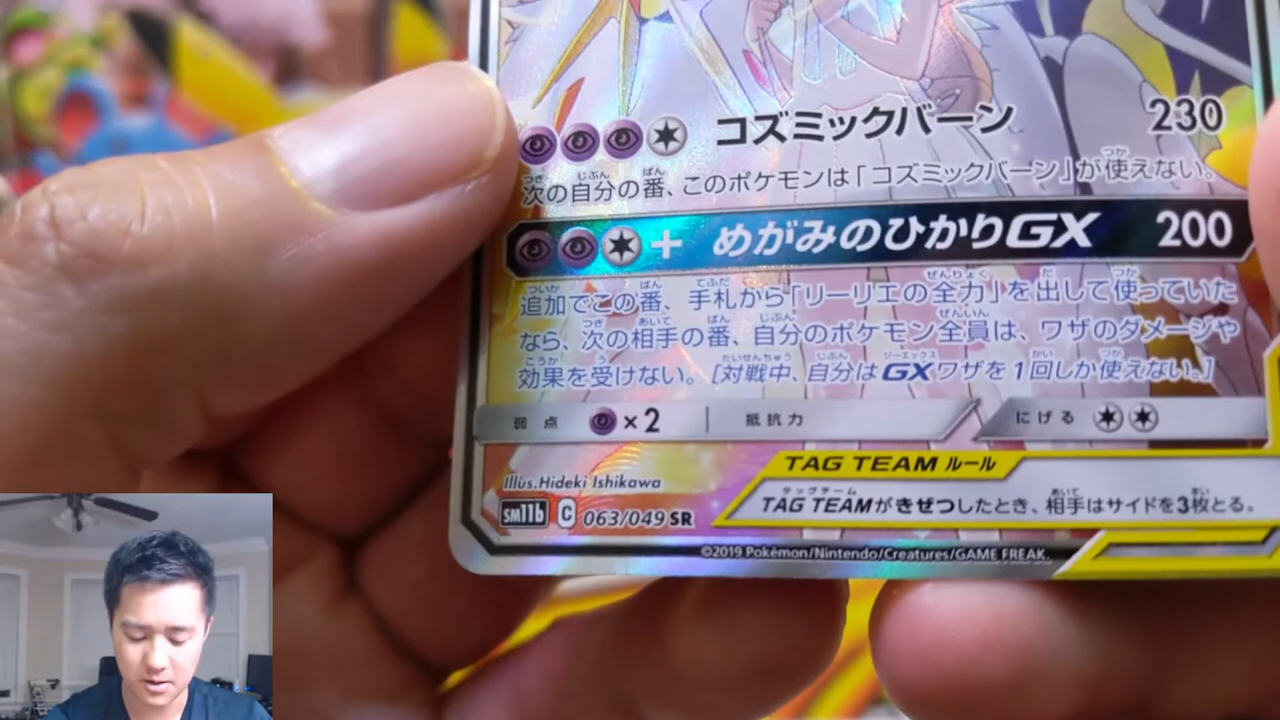 コズミックバーン 230
次の自分の番、このポケモンは「コズミックバーン」が使えない。
+ めがみのひかりGX 200
追加でこの番、手札から「リーリエの全力」を出して使っていた
なら、次の相手の番、自分のポケモン全員は、ワザのダメージや
効果を受けない。[対戦中、自分はGXワザを1回しか使えない。]
弱点 ×2 抵抗力 にげる
TAG TEAM ルール
TAG TEAMがきぜつしたとき、相手はサイドを3枚とる。
Illus.Hideki Ishikawa
SM11b C 063/049 SR
©2019 Pokémon/Nintendo/Creatures/GAME FREAK.